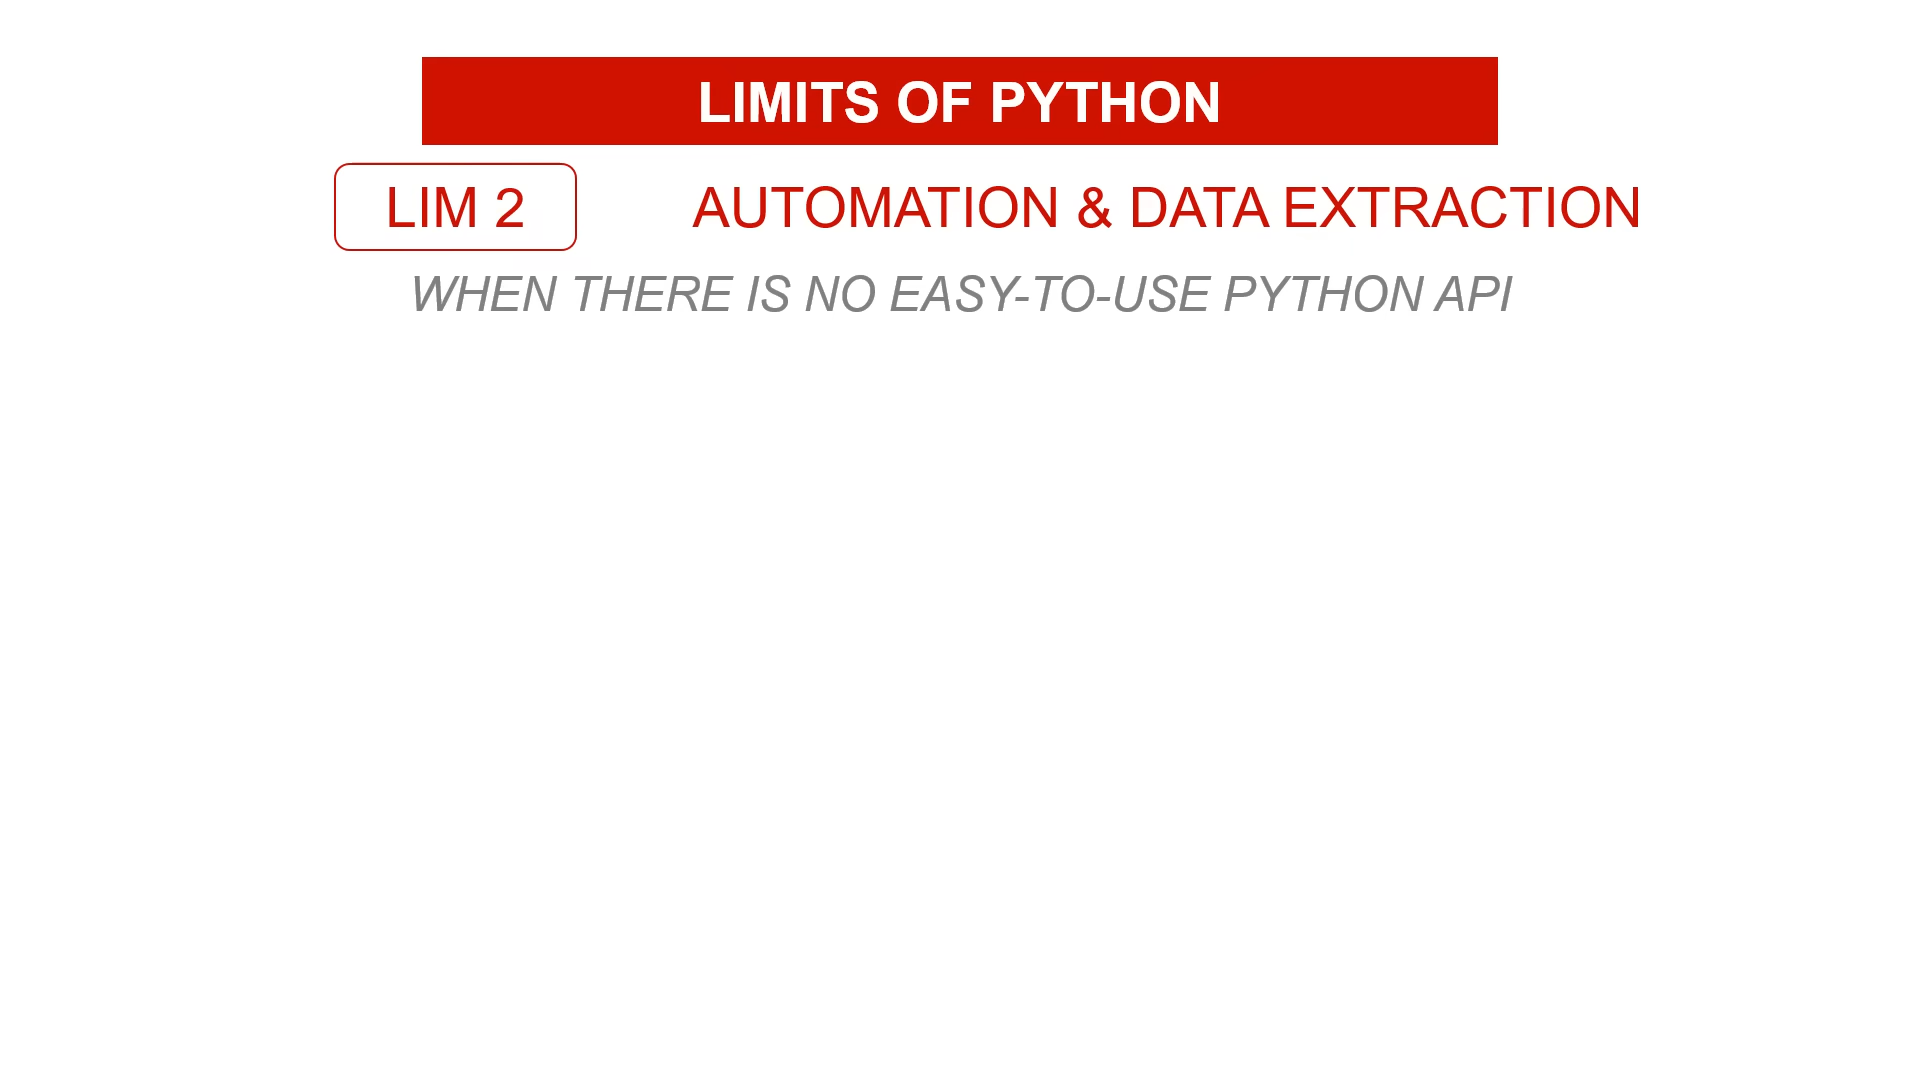 LIMITS OF PYTHON
LIM 2 AUTOMATION & DATA EXTRACTION
WHEN THERE IS NO EASY-TO-USE PYTHON API